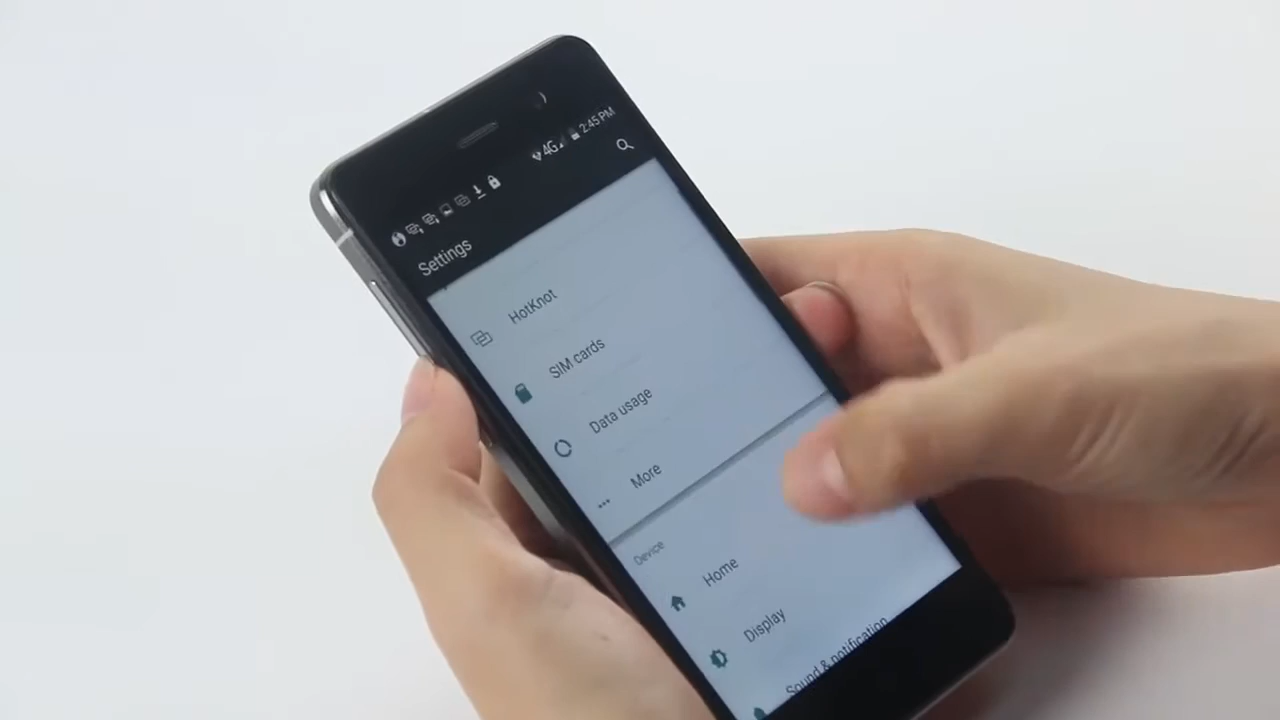 4G 2:45 PM
Settings
HotKnot
SIM cards
Data usage
More
Device
Home
Display
Sound & notification